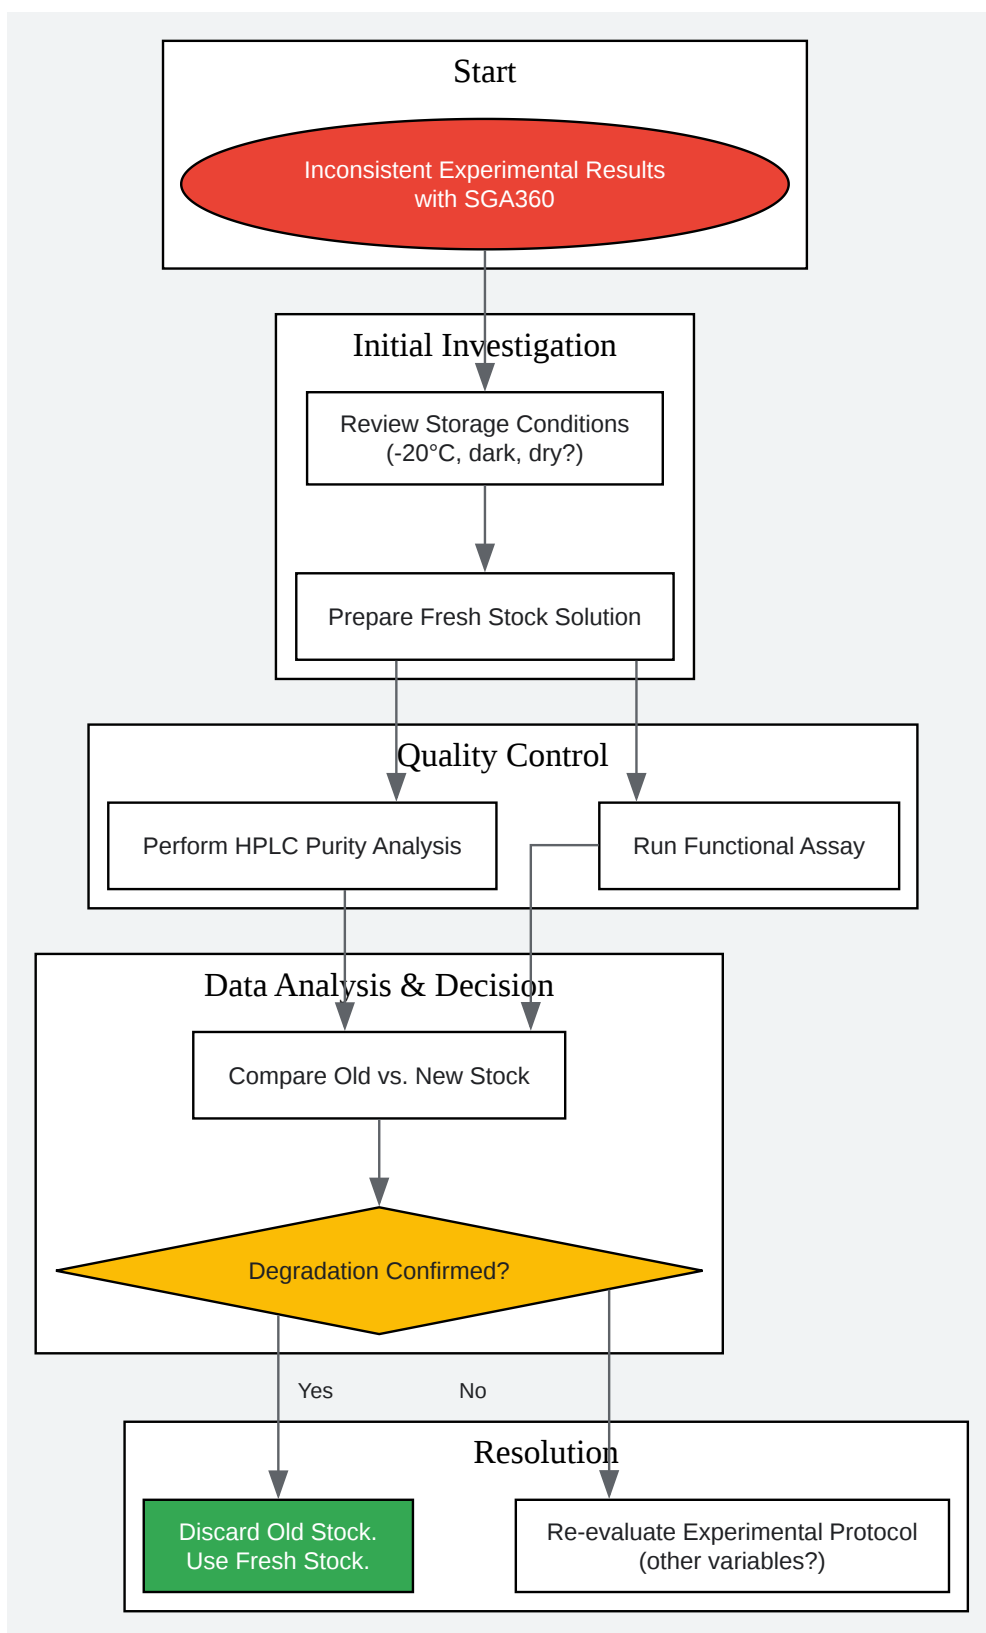 Start
Inconsistent Experimental Results
with SGA360
Initial Investigation
Review Storage Conditions
(-20°C, dark, dry?)
Prepare Fresh Stock Solution
Quality Control
Perform HPLC Purity Analysis
Run Functional Assay
Data Analysis & Decision
Compare Old vs. New Stock
Degradation Confirmed?
Yes
No
Resolution
Discard Old Stock.
Use Fresh Stock.
Re-evaluate Experimental Protocol
(other variables?)